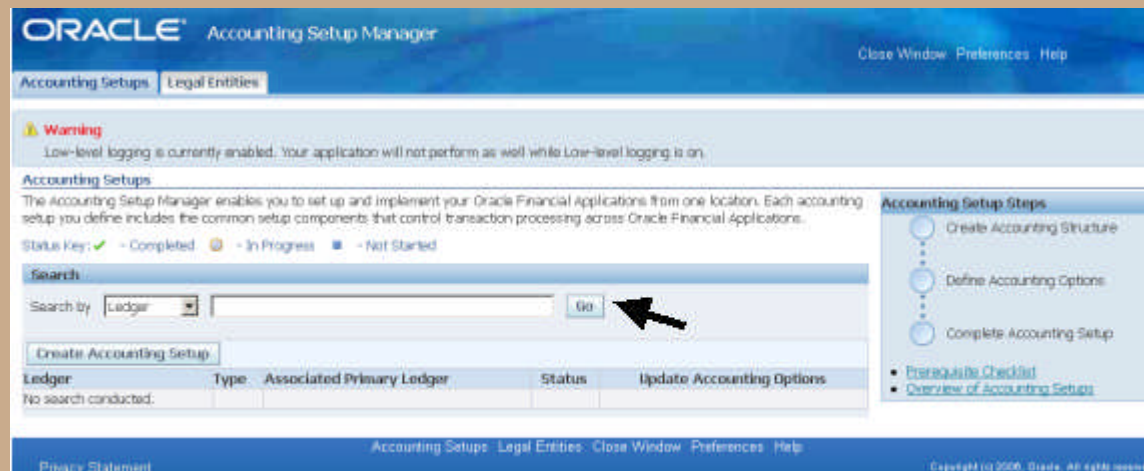 ORACLE Accounting Setup Manager
Close Window Preferences Help
Accounting Setups Legal Entities
Warning
Low-level logging is currently enabled. Your application will not perform as well while Low-level logging is on.
Accounting Setups
The Accounting Setup Manager enables you to set up and implement your Oracle Financial Applications from one location. Each accounting
setup you define includes the common setup components that control transaction processing across Oracle Financial Applications.
Status Key: - Completed - In Progress - Not Started
Search
Search by Ledger Go
Create Accounting Setup
Ledger Type Associated Primary Ledger Status Update Accounting Options
No search conducted.
Accounting Setup Steps
Create Accounting Structure
Define Accounting Options
Complete Accounting Setup
Prerequisite Checklist
Overview of Accounting Setups
Accounting Setups Legal Entities Close Window Preferences Help
Privacy Statement
Copyright (c) 2006, Oracle. All rights reserved